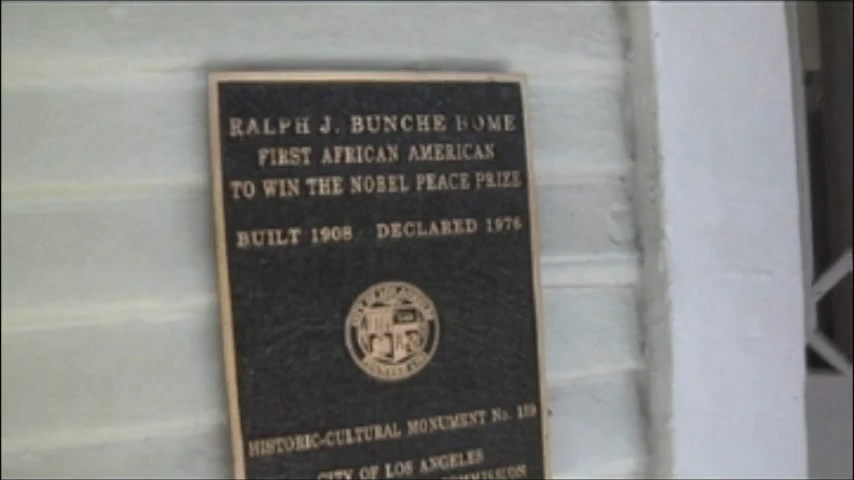 RALPH J. BUNCHE HOME
FIRST AFRICAN AMERICAN
TO WIN THE NOBEL PEACE PRIZE
BUILT 1908 DECLARED 1976
HISTORIC-CULTURAL MONUMENT No. 159
CITY OF LOS ANGELES
COMMISSION